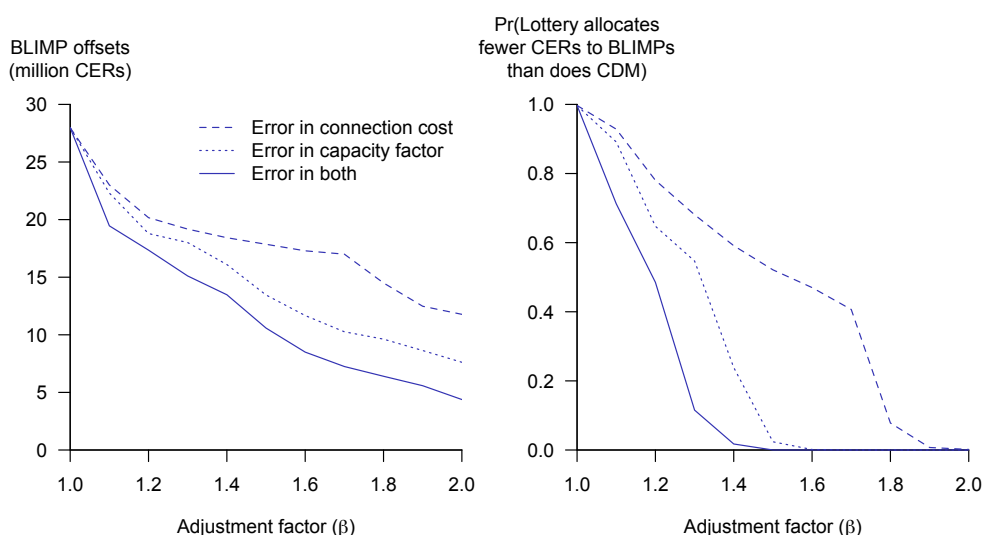 BLIMP offsets
(million CERs)
30
25
20
15
10
5
0
1.0 1.2 1.4 1.6 1.8 2.0
Adjustment factor (β)
Error in connection cost
Error in capacity factor
Error in both
Pr(Lottery allocates
fewer CERs to BLIMPs
than does CDM)
1.0
0.8
0.6
0.4
0.2
0.0
1.0 1.2 1.4 1.6 1.8 2.0
Adjustment factor (β)